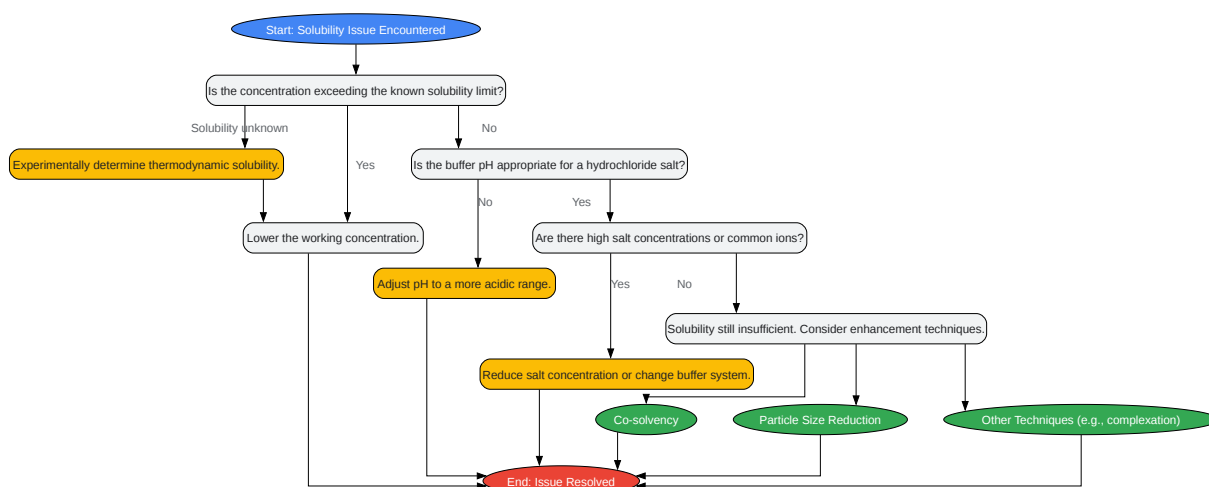 Start: Solubility Issue Encountered
Is the concentration exceeding the known solubility limit?
Solubility unknown
No
Experimentally determine thermodynamic solubility.
Yes
Is the buffer pH appropriate for a hydrochloride salt?
No
Yes
Lower the working concentration.
Are there high salt concentrations or common ions?
Adjust pH to a more acidic range.
Yes
No
Solubility still insufficient. Consider enhancement techniques.
Reduce salt concentration or change buffer system.
Co-solvency
Particle Size Reduction
Other Techniques (e.g., complexation)
End: Issue Resolved